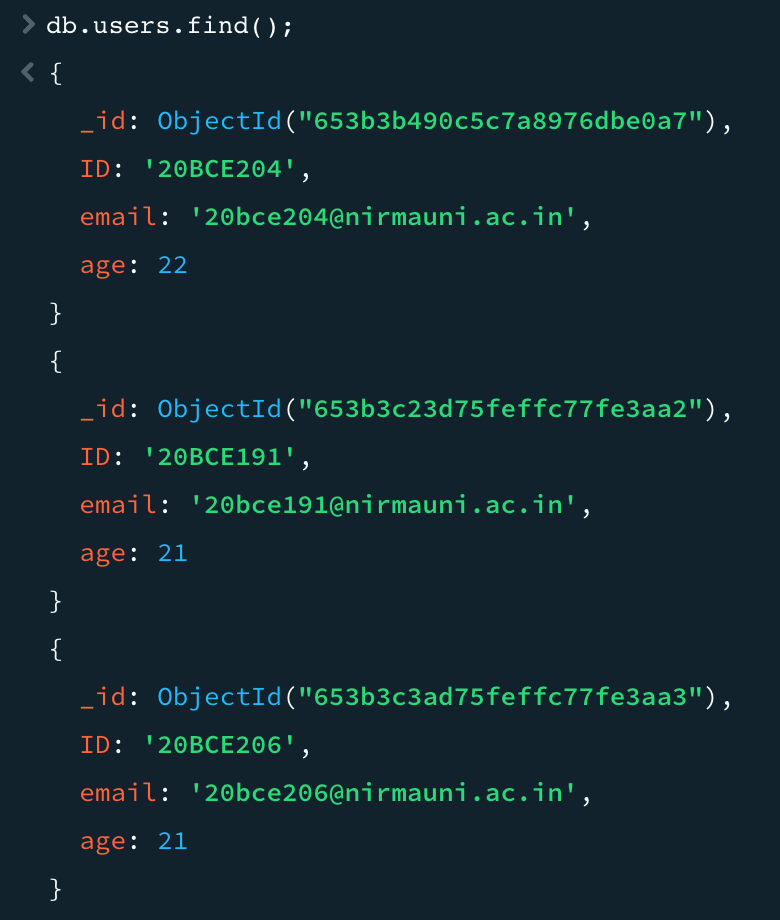 > db.users.find();
< {
_id: ObjectId("653b3b490c5c7a8976dbe0a7"),
ID: '20BCE204',
email: '20bce204@nirmauni.ac.in',
age: 22
}
{
_id: ObjectId("653b3c23d75feffc77fe3aa2"),
ID: '20BCE191',
email: '20bce191@nirmauni.ac.in',
age: 21
}
{
_id: ObjectId("653b3c3ad75feffc77fe3aa3"),
ID: '20BCE206',
email: '20bce206@nirmauni.ac.in',
age: 21
}